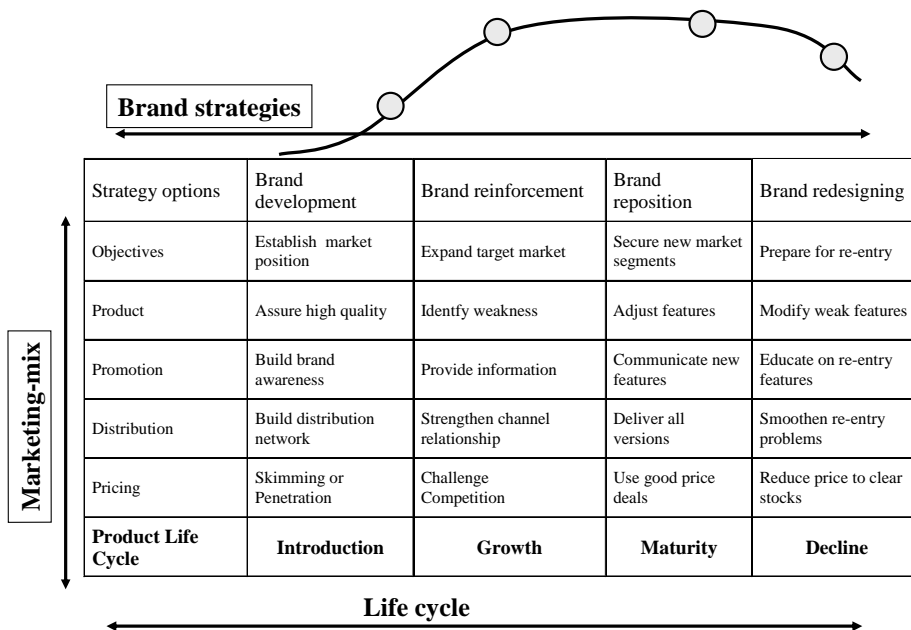 Brand strategies
Strategy options
Brand
development
Brand reinforcement
Brand
reposition
Brand redesigning
Objectives
Establish market
position
Expand target market
Secure new market
segments
Prepare for re-entry
Product
Assure high quality
Identfy weakness
Adjust features
Modify weak features
Promotion
Build brand
awareness
Provide information
Communicate new
features
Educate on re-entry
features
Distribution
Build distribution
network
Strengthen channel
relationship
Deliver all
versions
Smoothen re-entry
problems
Pricing
Skimming or
Penetration
Challenge
Competition
Use good price
deals
Reduce price to clear
stocks
Product Life
Cycle
Introduction
Growth
Maturity
Decline
Marketing-mix
Life cycle